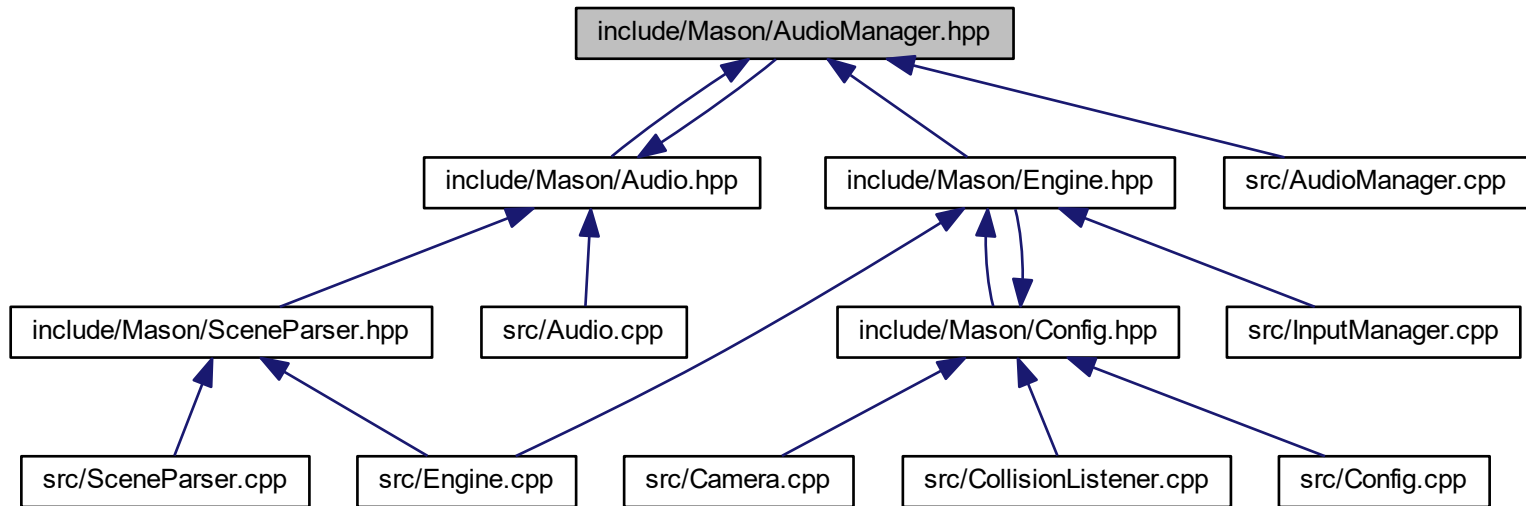 include/Mason/AudioManager.hpp
include/Mason/Audio.hpp
include/Mason/Engine.hpp
src/AudioManager.cpp
include/Mason/SceneParser.hpp
src/Audio.cpp
include/Mason/Config.hpp
src/InputManager.cpp
src/SceneParser.cpp
src/Engine.cpp
src/Camera.cpp
src/CollisionListener.cpp
src/Config.cpp